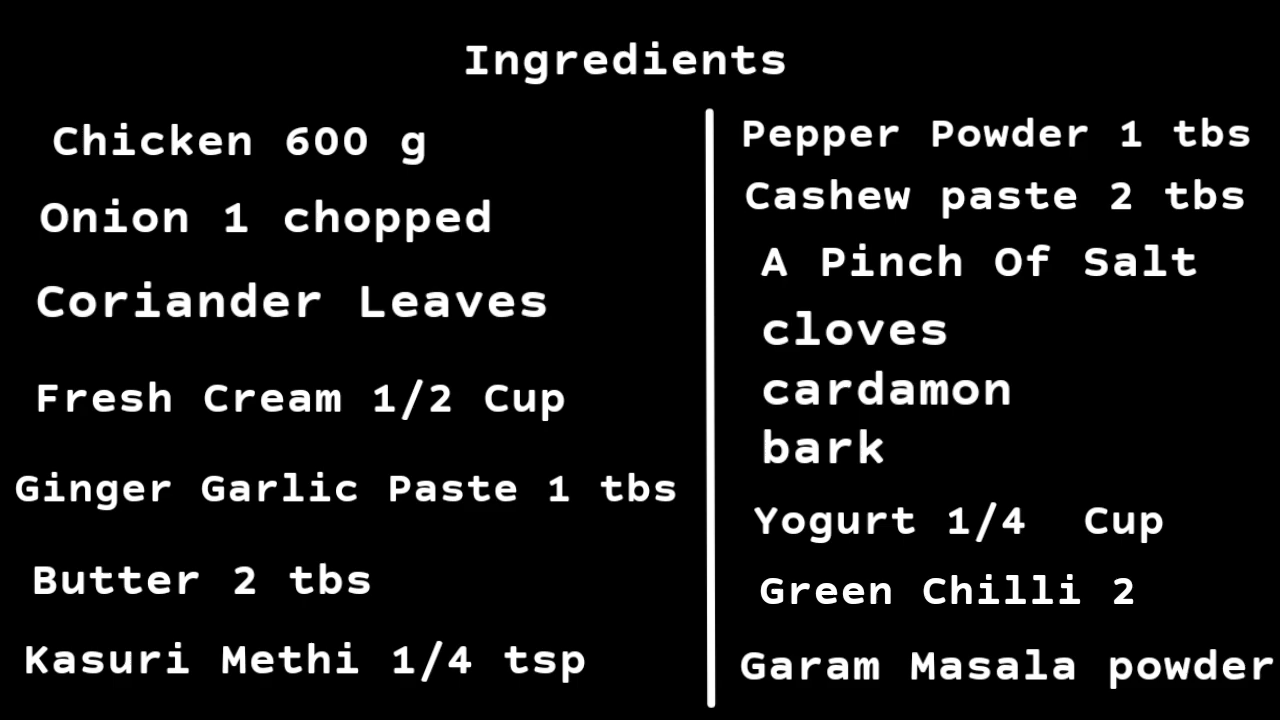 Ingredients
Chicken 600 g
Onion 1 chopped
Coriander Leaves
Fresh Cream 1/2 Cup
Ginger Garlic Paste 1 tbs
Butter 2 tbs
Kasuri Methi 1/4 tsp
Pepper Powder 1 tbs
Cashew paste 2 tbs
A Pinch Of Salt
cloves
cardamon
bark
Yogurt 1/4 Cup
Green Chilli 2
Garam Masala powder